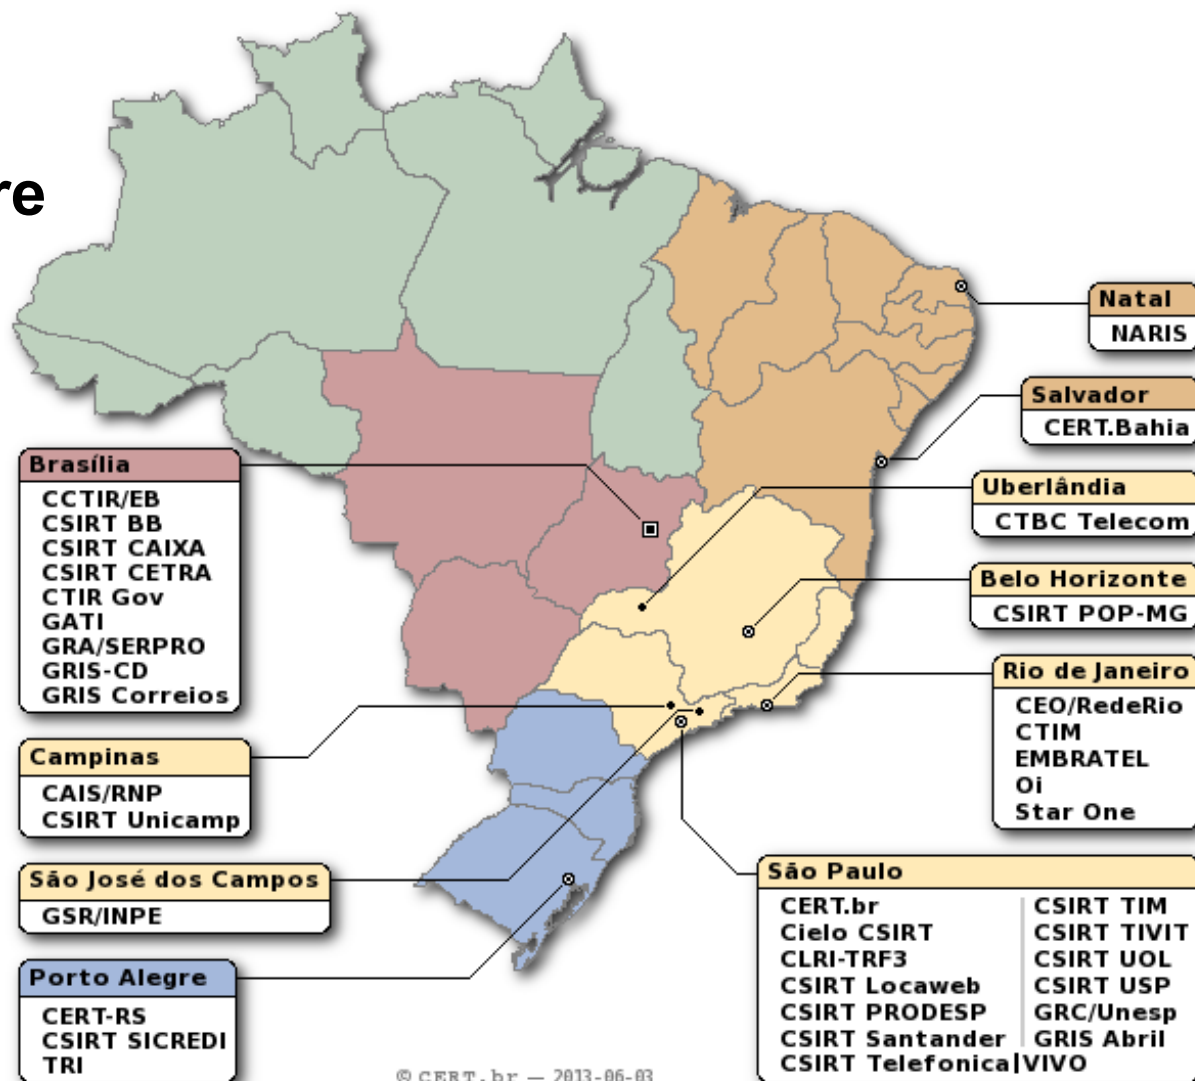 re
Natal
NARIS
Salvador
CERT.Bahia
Uberlândia
CTBC Telecom
Belo Horizonte
CSIRT POP-MG
Rio de Janeiro
CEO/RedeRio
CTIM
EMBRATEL
Oi
Star One
Brasília
CCTIR/EB
CSIRT BB
CSIRT CAIXA
CSIRT CETRA
CTIR Gov
GATI
GRA/SERPRO
GRIS-CD
GRIS Correios
Campinas
CAIS/RNP
CSIRT Unicamp
São José dos Campos
GSR/INPE
Porto Alegre
CERT-RS
CSIRT SICREDI
TRI
São Paulo
CERT.br
Cielo CSIRT
CLRI-TRF3
CSIRT Locaweb
CSIRT PRODESP
CSIRT Santander
CSIRT Telefonica|VIVO
CSIRT TIM
CSIRT TIVIT
CSIRT UOL
CSIRT USP
GRC/Unesp
GRIS Abril
© CERT.br — 2013-06-03